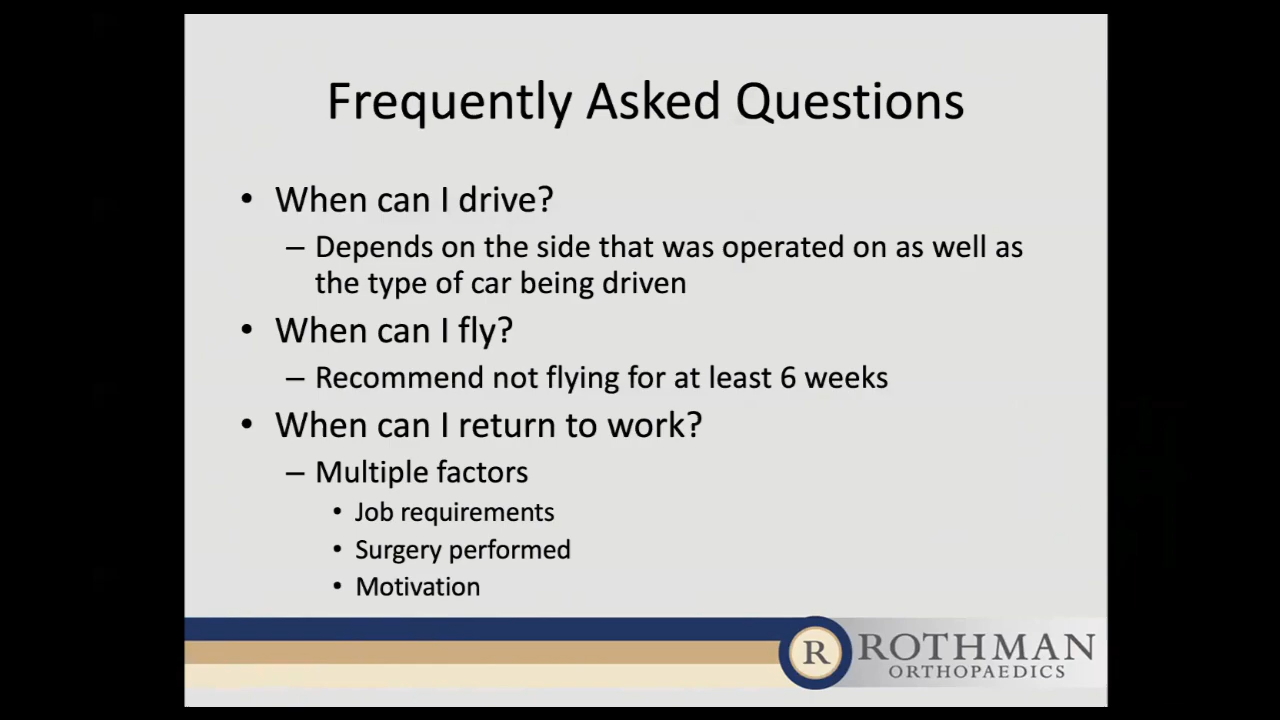 Frequently Asked Questions
• When can I drive?
– Depends on the side that was operated on as well as
the type of car being driven
• When can I fly?
– Recommend not flying for at least 6 weeks
• When can I return to work?
– Multiple factors
• Job requirements
• Surgery performed
• Motivation
R ROTHMAN
ORTHOPAEDICS